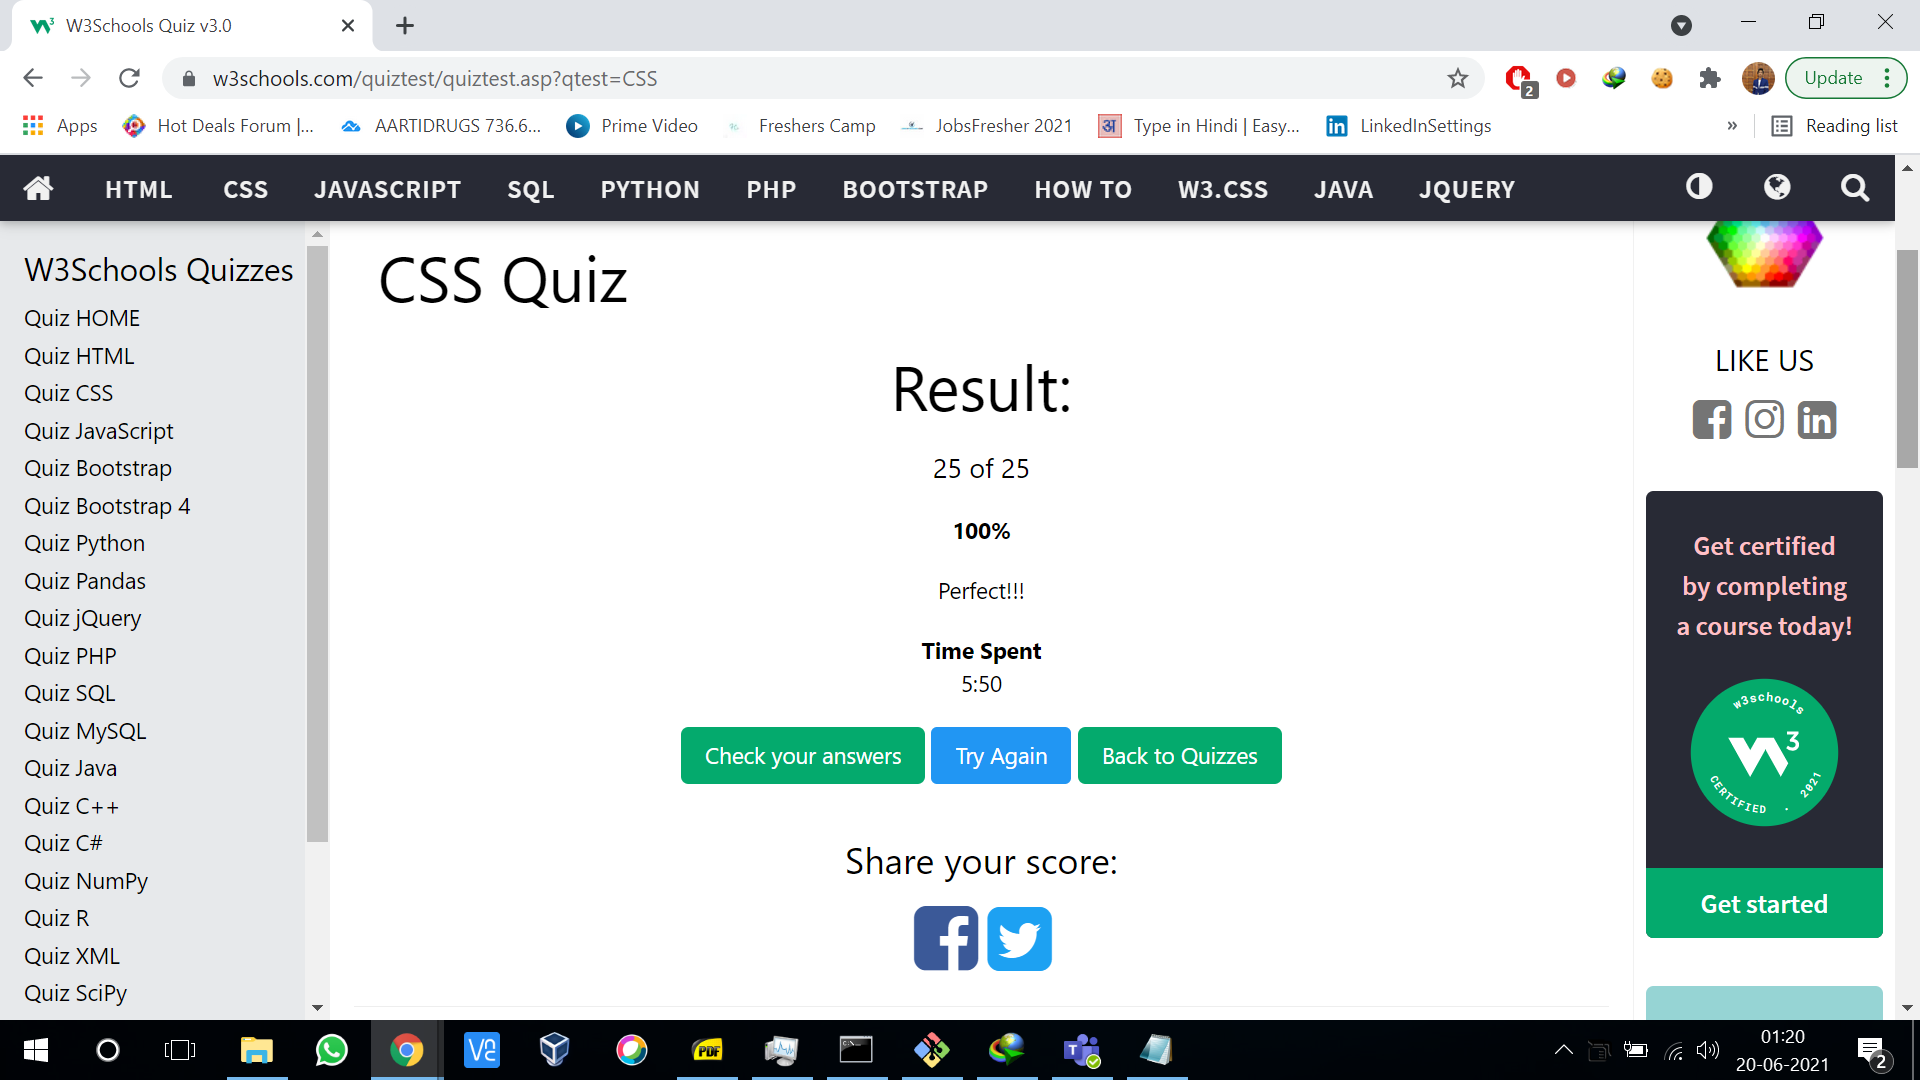 W3Schools Quiz v3.0
w3schools.com/quiztest/quiztest.asp?qtest=CSS
2
Update
Apps
Hot Deals Forum |...
AARTIDRUGS 736.6...
Prime Video
Freshers Camp
JobsFresher 2021
अ
Type in Hindi | Easy...
in
LinkedInSettings
»
Reading list
HTML
CSS
JAVASCRIPT
SQL
PYTHON
PHP
BOOTSTRAP
HOW TO
W3.CSS
JAVA
JQUERY
W3Schools Quizzes
Quiz HOME
Quiz HTML
Quiz CSS
Quiz JavaScript
Quiz Bootstrap
Quiz Bootstrap 4
Quiz Python
Quiz Pandas
Quiz jQuery
Quiz PHP
Quiz SQL
Quiz MySQL
Quiz Java
Quiz C++
Quiz C#
Quiz NumPy
Quiz R
Quiz XML
Quiz SciPy
CSS Quiz
Result:
25 of 25
100%
Perfect!!!
Time Spent
5:50
Check your answers
Try Again
Back to Quizzes
Share your score:
LIKE US
Get certified
by completing
a course today!
w3schools
W3
CERTIFIED . 2021
Get started
PDF
01:20
20-06-2021
2